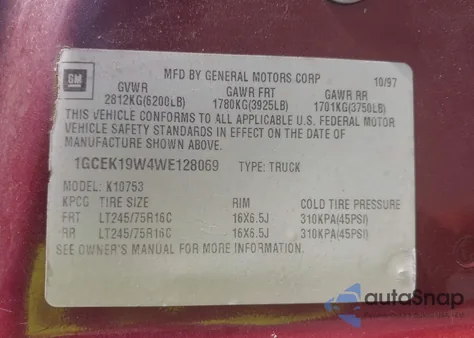 GM
MFD BY GENERAL MOTORS CORP 10/97
GVWR GAWR FRT GAWR RR
2812KG(6200LB) 1780KG(3925LB) 1701KG(3750LB)
THIS VEHICLE CONFORMS TO ALL APPLICABLE U.S. FEDERAL MOTOR
VEHICLE SAFETY STANDARDS IN EFFECT ON THE DATE OF
MANUFACTURE SHOWN ABOVE.
1GCEK19W4WE128069 TYPE: TRUCK
MODEL: K10753
KPCG TIRE SIZE RIM COLD TIRE PRESSURE
FRT LT245/75R16C 16X6.5J 310KPA(45PSI)
RR LT245/75R16C 16X6.5J 310KPA(45PSI)
SEE OWNER'S MANUAL FOR MORE INFORMATION.
autoSnap